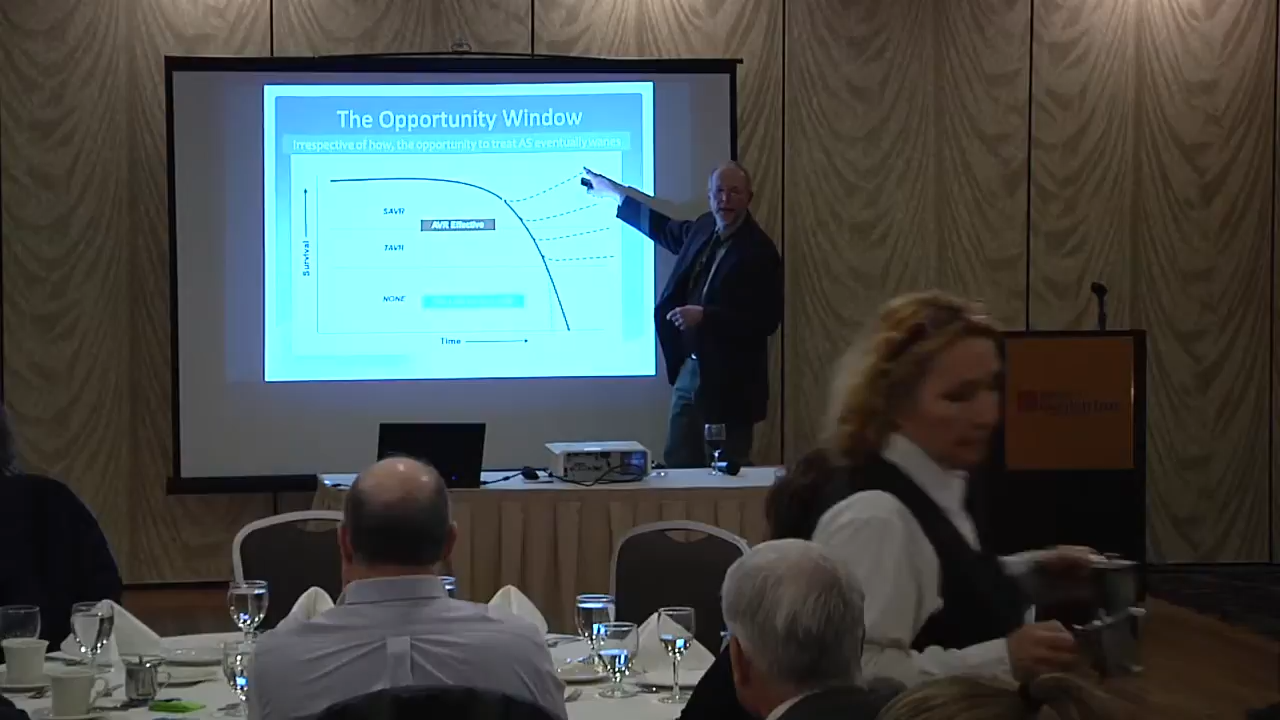 The Opportunity Window
Irrespective of how, the opportunity to treat AS eventually wanes
SAVR
AVR Effective
TAVR
Survival
NONE
Time